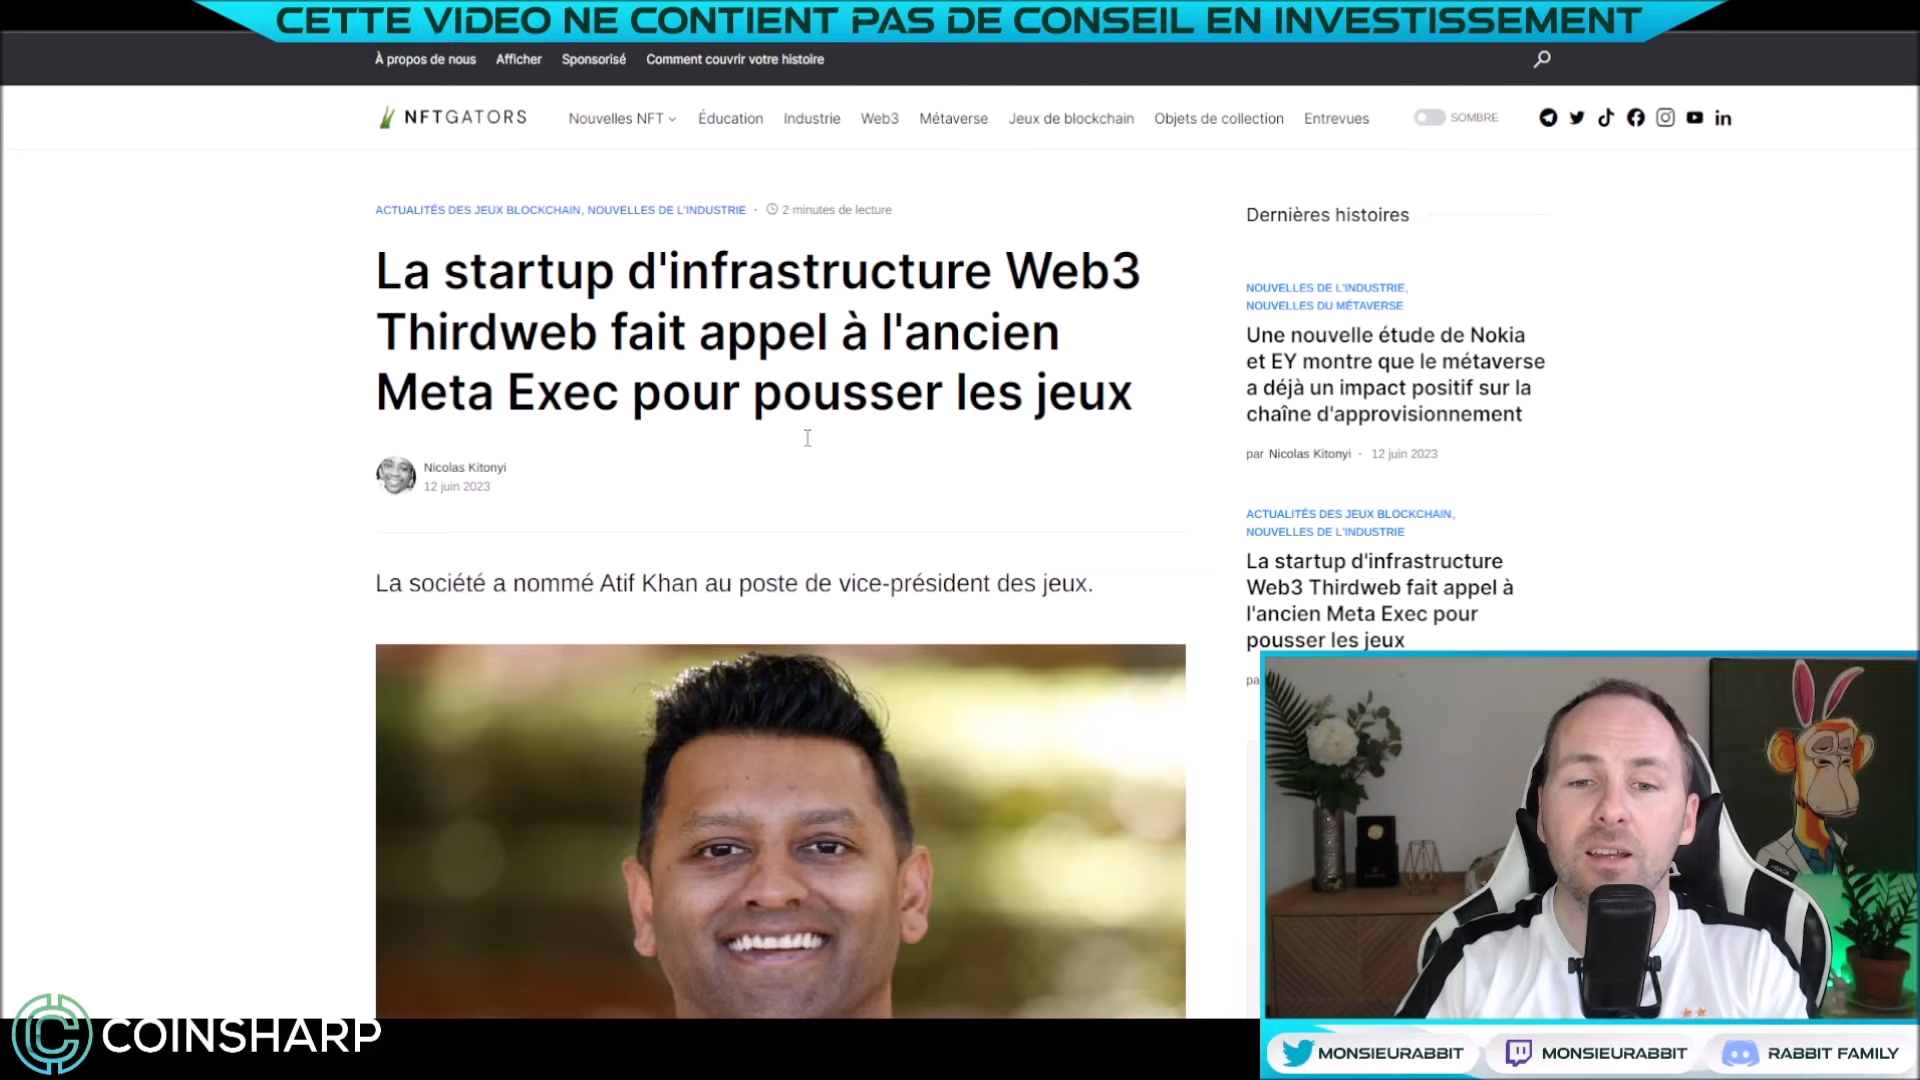 CETTE VIDEO NE CONTIENT PAS DE CONSEIL EN INVESTISSEMENT
À propos de nous Afficher Sponsorisé Comment couvrir votre histoire
NFTGATORS Nouvelles NFT Éducation Industrie Web3 Métaverse Jeux de blockchain Objets de collection Entrevues SOMBRE
ACTUALITÉS DES JEUX BLOCKCHAIN, NOUVELLES DE L'INDUSTRIE · 2 minutes de lecture
La startup d'infrastructure Web3
Thirdweb fait appel à l'ancien
Meta Exec pour pousser les jeux
Nicolas Kitonyi
12 juin 2023
La société a nommé Atif Khan au poste de vice-président des jeux.
Dernières histoires
NOUVELLES DE L'INDUSTRIE,
NOUVELLES DU MÉTAVERSE
Une nouvelle étude de Nokia
et EY montre que le métaverse
a déjà un impact positif sur la
chaîne d'approvisionnement
par Nicolas Kitonyi · 12 juin 2023
ACTUALITÉS DES JEUX BLOCKCHAIN,
NOUVELLES DE L'INDUSTRIE
La startup d'infrastructure
Web3 Thirdweb fait appel à
l'ancien Meta Exec pour
pousser les jeux
pa
COINSHARP
MONSIEURABBIT MONSIEURABBIT RABBIT FAMILY